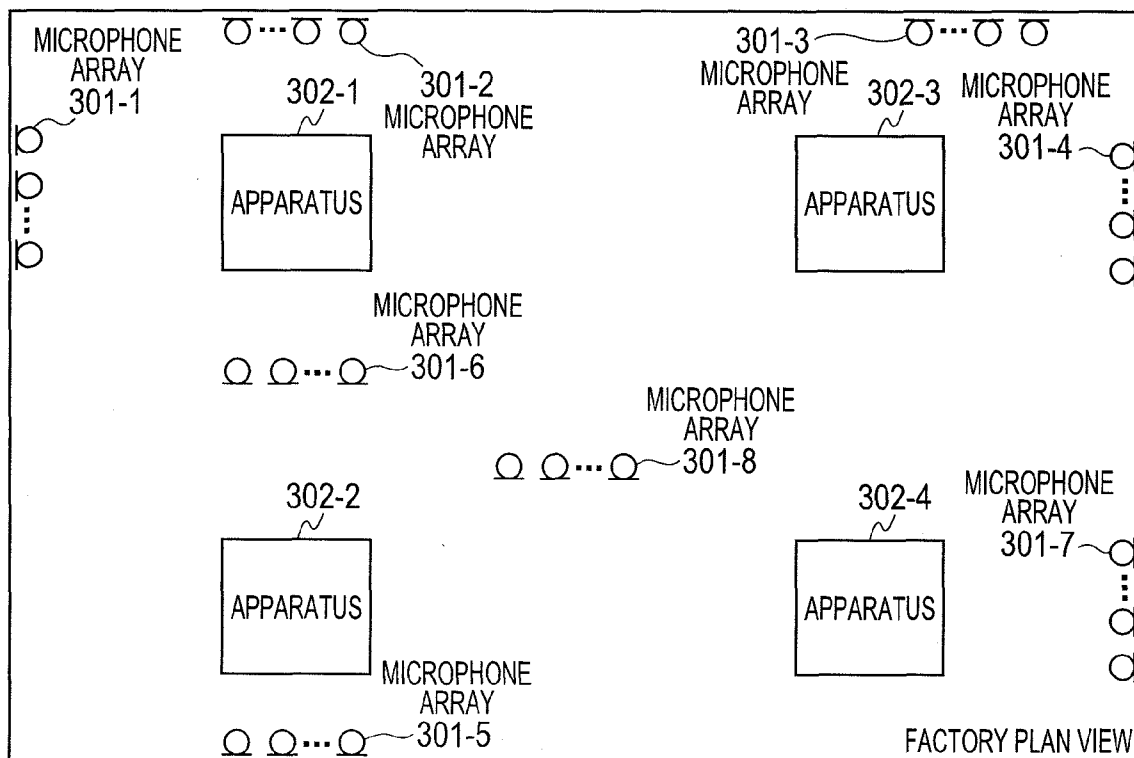 MICROPHONE
ARRAY
301-1
301-2
MICROPHONE
ARRAY
302-1
APPARATUS
301-3
MICROPHONE
ARRAY
302-3
APPARATUS
MICROPHONE
ARRAY
301-4
MICROPHONE
ARRAY
301-6
MICROPHONE
ARRAY
301-8
302-2
APPARATUS
302-4
APPARATUS
MICROPHONE
ARRAY
301-7
MICROPHONE
ARRAY
301-5
FACTORY PLAN VIEW